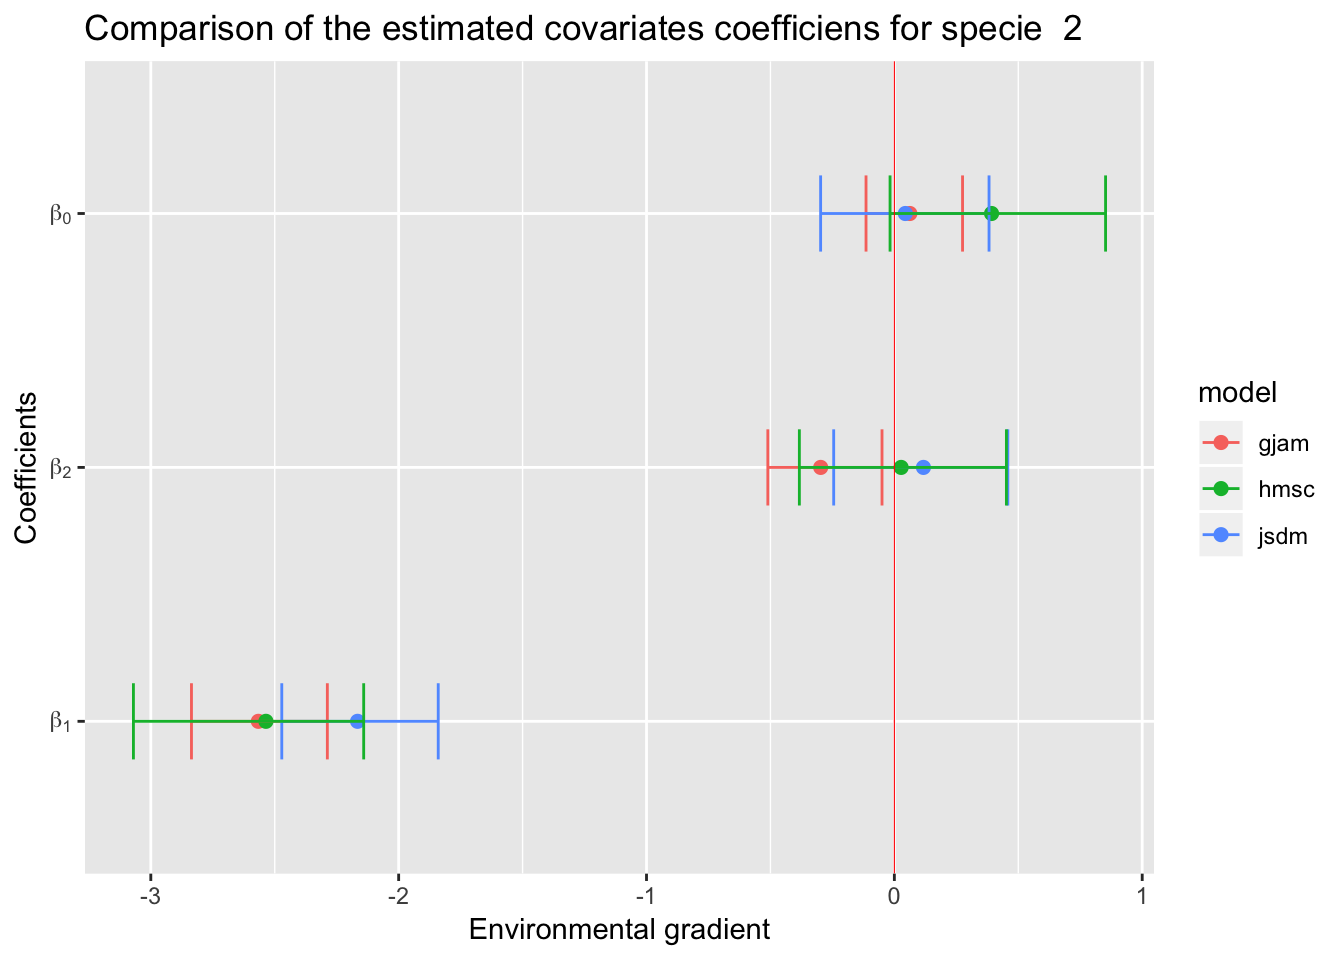 Comparison of the estimated covariates coefficiens for specie  2
Coefficients
β₀
β₂
β₁
-3
-2
-1
0
1
Environmental gradient
model
gjam
hmsc
jsdm